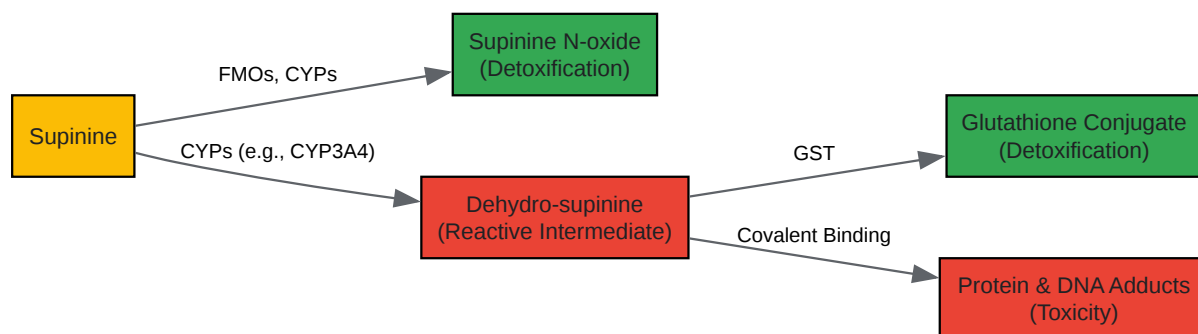 Supinine
FMOs, CYPs
Supinine N-oxide
(Detoxification)
CYPs (e.g., CYP3A4)
Dehydro-supinine
(Reactive Intermediate)
GST
Glutathione Conjugate
(Detoxification)
Covalent Binding
Protein & DNA Adducts
(Toxicity)